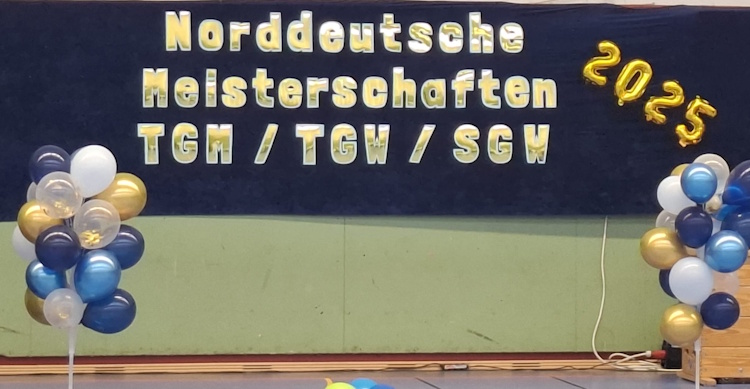 Norddeutsche
Meisterschaften
TGM / TGW / SGW
2025